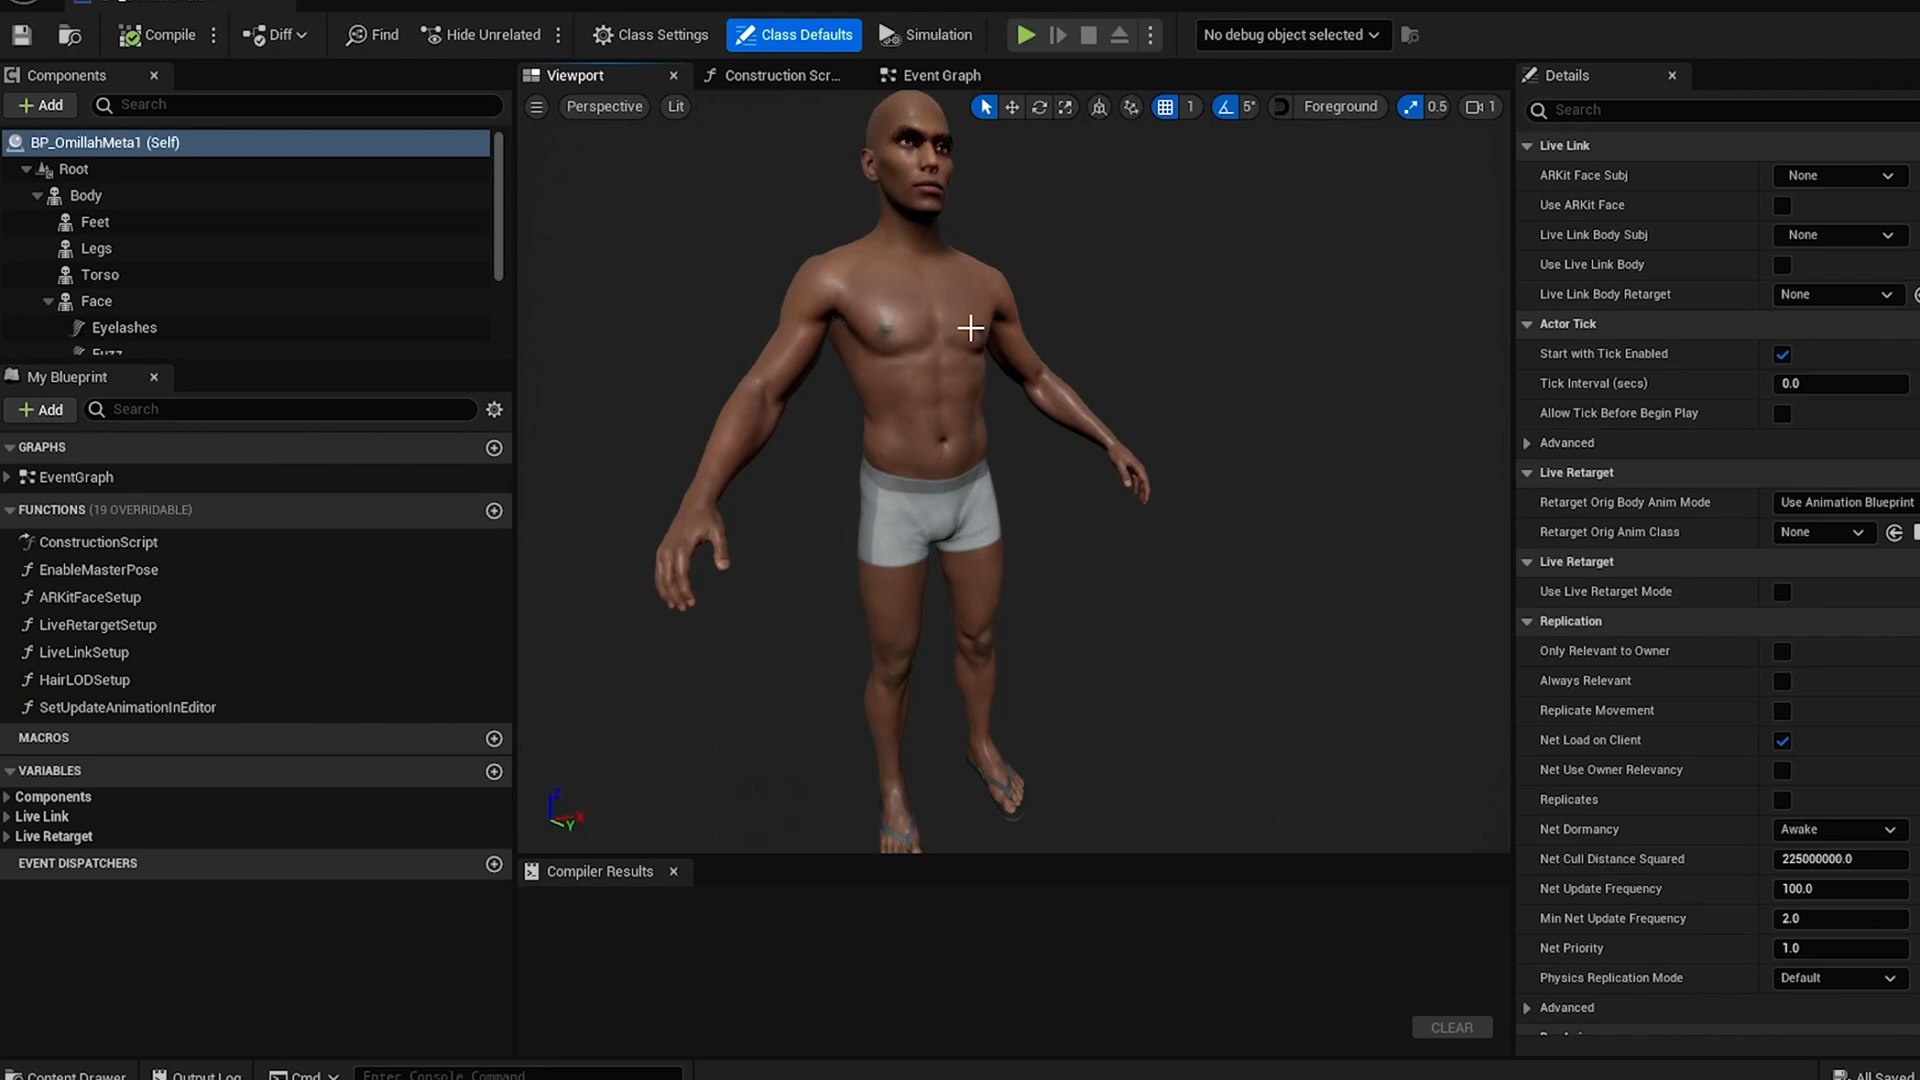 Compile
Diff
Find
Hide Unrelated
Class Settings
Class Defaults
Simulation
No debug object selected
Components
Add
Search
BP_OmillahMeta1 (Self)
Root
Body
Feet
Legs
Torso
Face
Eyelashes
Fuzz
My Blueprint
Add
Search
GRAPHS
EventGraph
FUNCTIONS (19 OVERRIDABLE)
ConstructionScript
EnableMasterPose
ARKitFaceSetup
LiveRetargetSetup
LiveLinkSetup
HairLODSetup
SetUpdateAnimationInEditor
MACROS
VARIABLES
Components
Live Link
Live Retarget
EVENT DISPATCHERS
Viewport
Construction Scr...
Event Graph
Perspective
Lit
1
5°
Foreground
0.5
1
Z
X
Y
Compiler Results
CLEAR
Details
Search
Live Link
ARKit Face Subj
None
Use ARKit Face
Live Link Body Subj
None
Use Live Link Body
Live Link Body Retarget
None
Actor Tick
Start with Tick Enabled
Tick Interval (secs)
0.0
Allow Tick Before Begin Play
Advanced
Live Retarget
Retarget Orig Body Anim Mode
Use Animation Blueprint
Retarget Orig Anim Class
None
Live Retarget
Use Live Retarget Mode
Replication
Only Relevant to Owner
Always Relevant
Replicate Movement
Net Load on Client
Net Use Owner Relevancy
Replicates
Net Dormancy
Awake
Net Cull Distance Squared
225000000.0
Net Update Frequency
100.0
Min Net Update Frequency
2.0
Net Priority
1.0
Physics Replication Mode
Default
Advanced
Content Drawer
Output Log
Cmd
Enter Console Command
All Saved